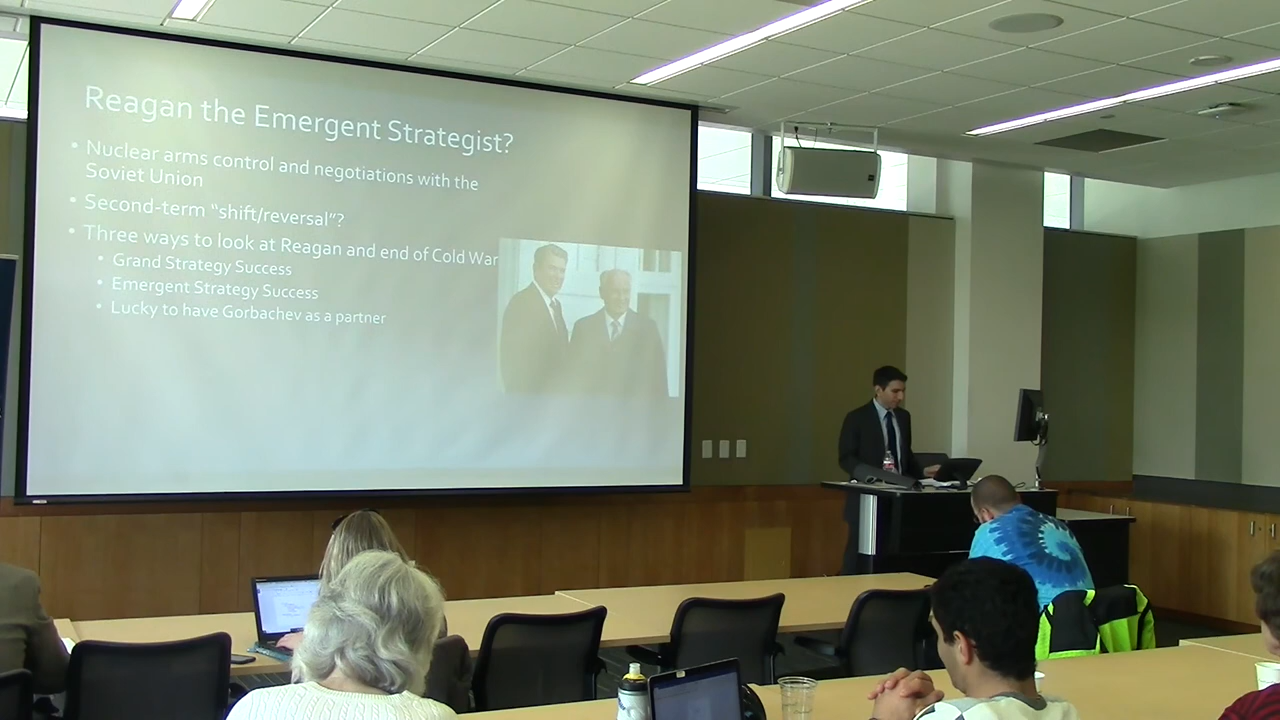 Reagan the Emergent Strategist?
• Nuclear arms control and negotiations with the
Soviet Union
• Second-term “shift/reversal”?
• Three ways to look at Reagan and end of Cold War
• Grand Strategy Success
• Emergent Strategy Success
• Lucky to have Gorbachev as a partner